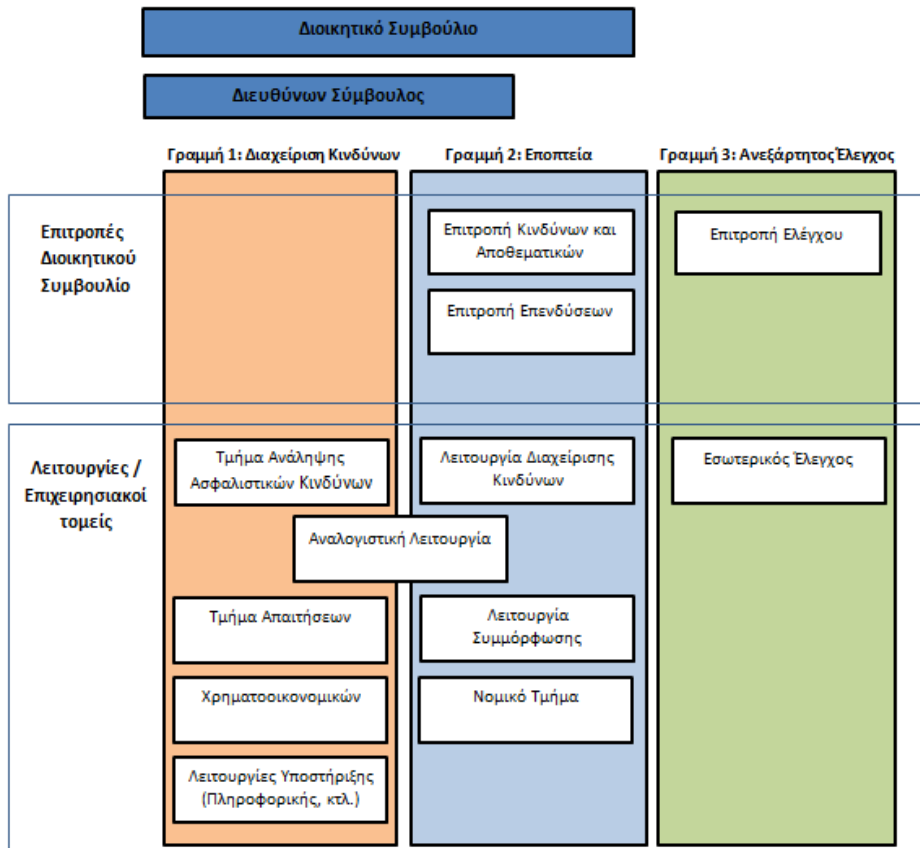 Διοικητικό Συμβούλιο
Διευθύνων Σύμβουλος
Γραμμή 1: Διαχείριση Κινδύνων
Γραμμή 2: Εποπτεία
Γραμμή 3: Ανεξάρτητος Έλεγχος
Επιτροπές
Διοικητικού
Συμβουλίο
Επιτροπή Κινδύνων και
Αποθεματικών
Επιτροπή Ελέγχου
Επιτροπή Επενδύσεων
Λειτουργίες /
Επιχειρησιακοί
τομείς
Τμήμα Ανάληψης
Ασφαλιστικών Κινδύνων
Λειτουργία Διαχείρισης
Κινδύνων
Εσωτερικός Έλεγχος
Αναλογιστική Λειτουργία
Τμήμα Απαιτήσεων
Λειτουργία
Συμμόρφωσης
Χρηματοοικονομικών
Νομικό Τμήμα
Λειτουργίες Υποστήριξης
(Πληροφορικής, κτλ.)